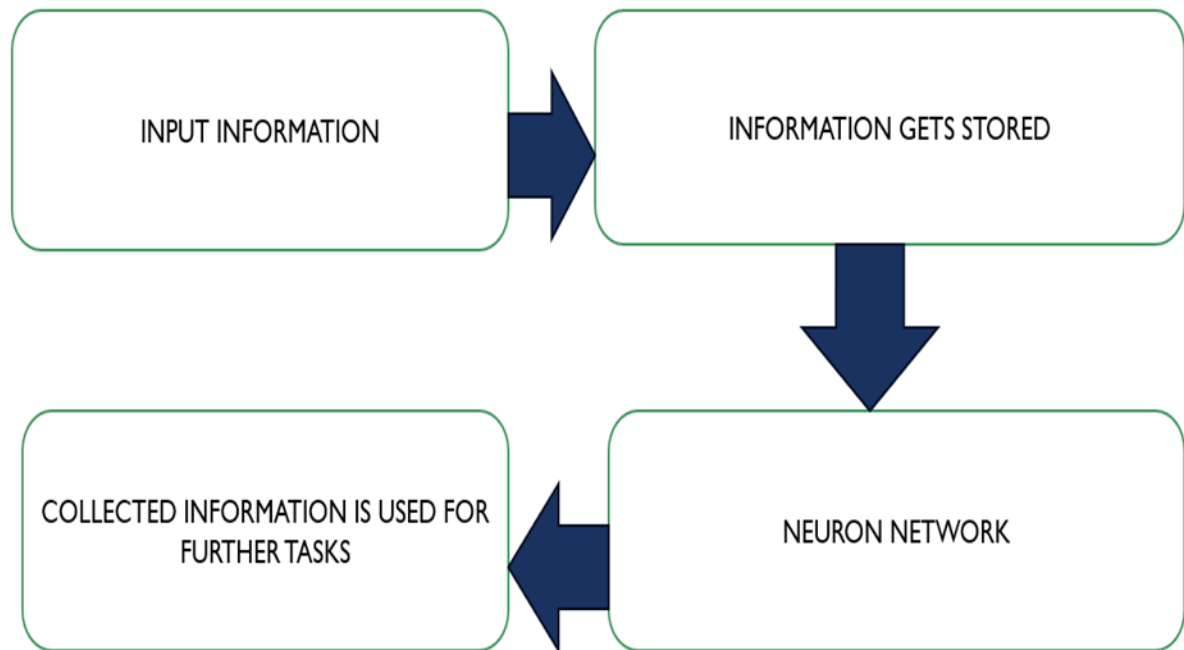 INPUT INFORMATION
INFORMATION GETS STORED
NEURON NETWORK
COLLECTED INFORMATION IS USED FOR
FURTHER TASKS